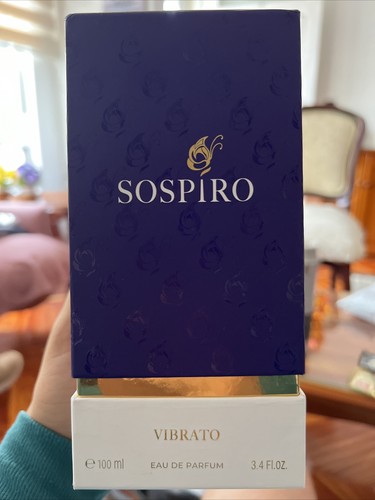 SOSPIRO
VIBRATO
℮ 100 ml EAU DE PARFUM 3.4 Fl.oz.